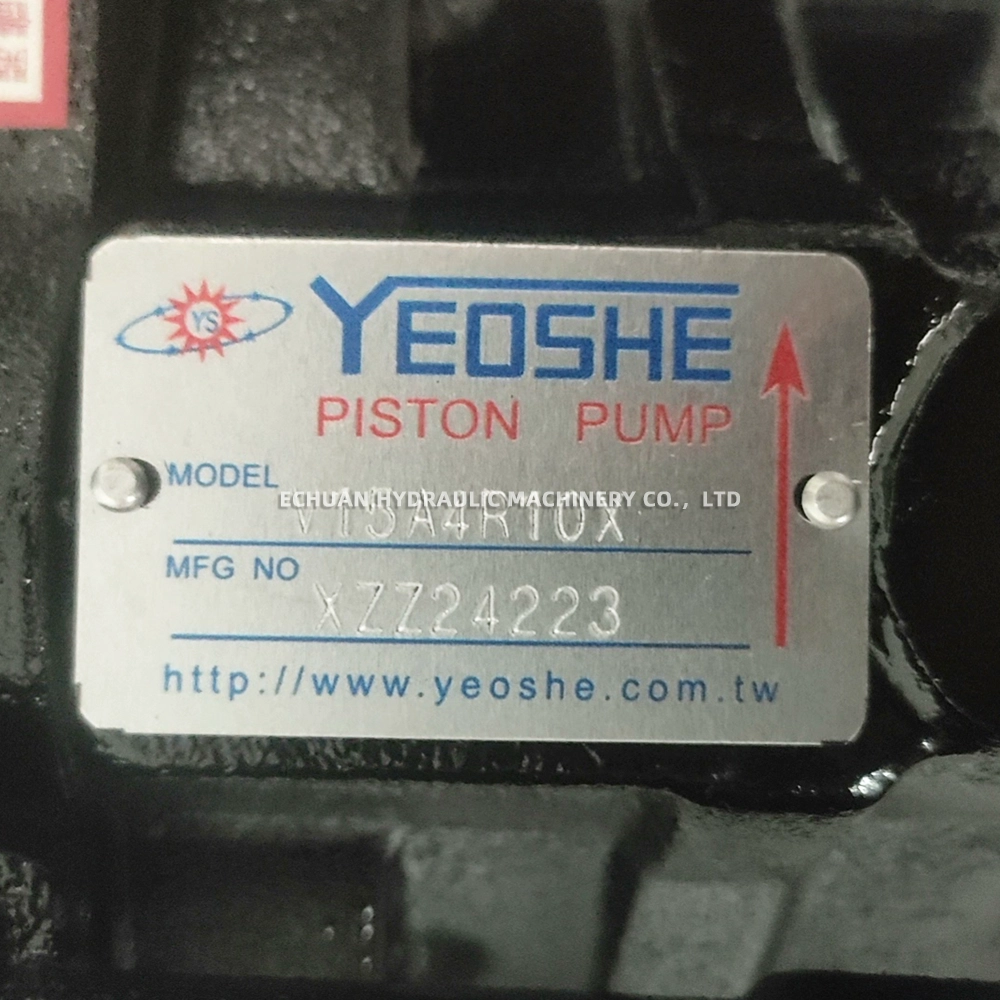 YS
YEOSHE
PISTON PUMP
MODEL
ECHUAN HYDRAULIC MACHINERY CO., LTD
V15A4R10X
MFG NO
XZZ24223
http://www.yeoshe.com.tw